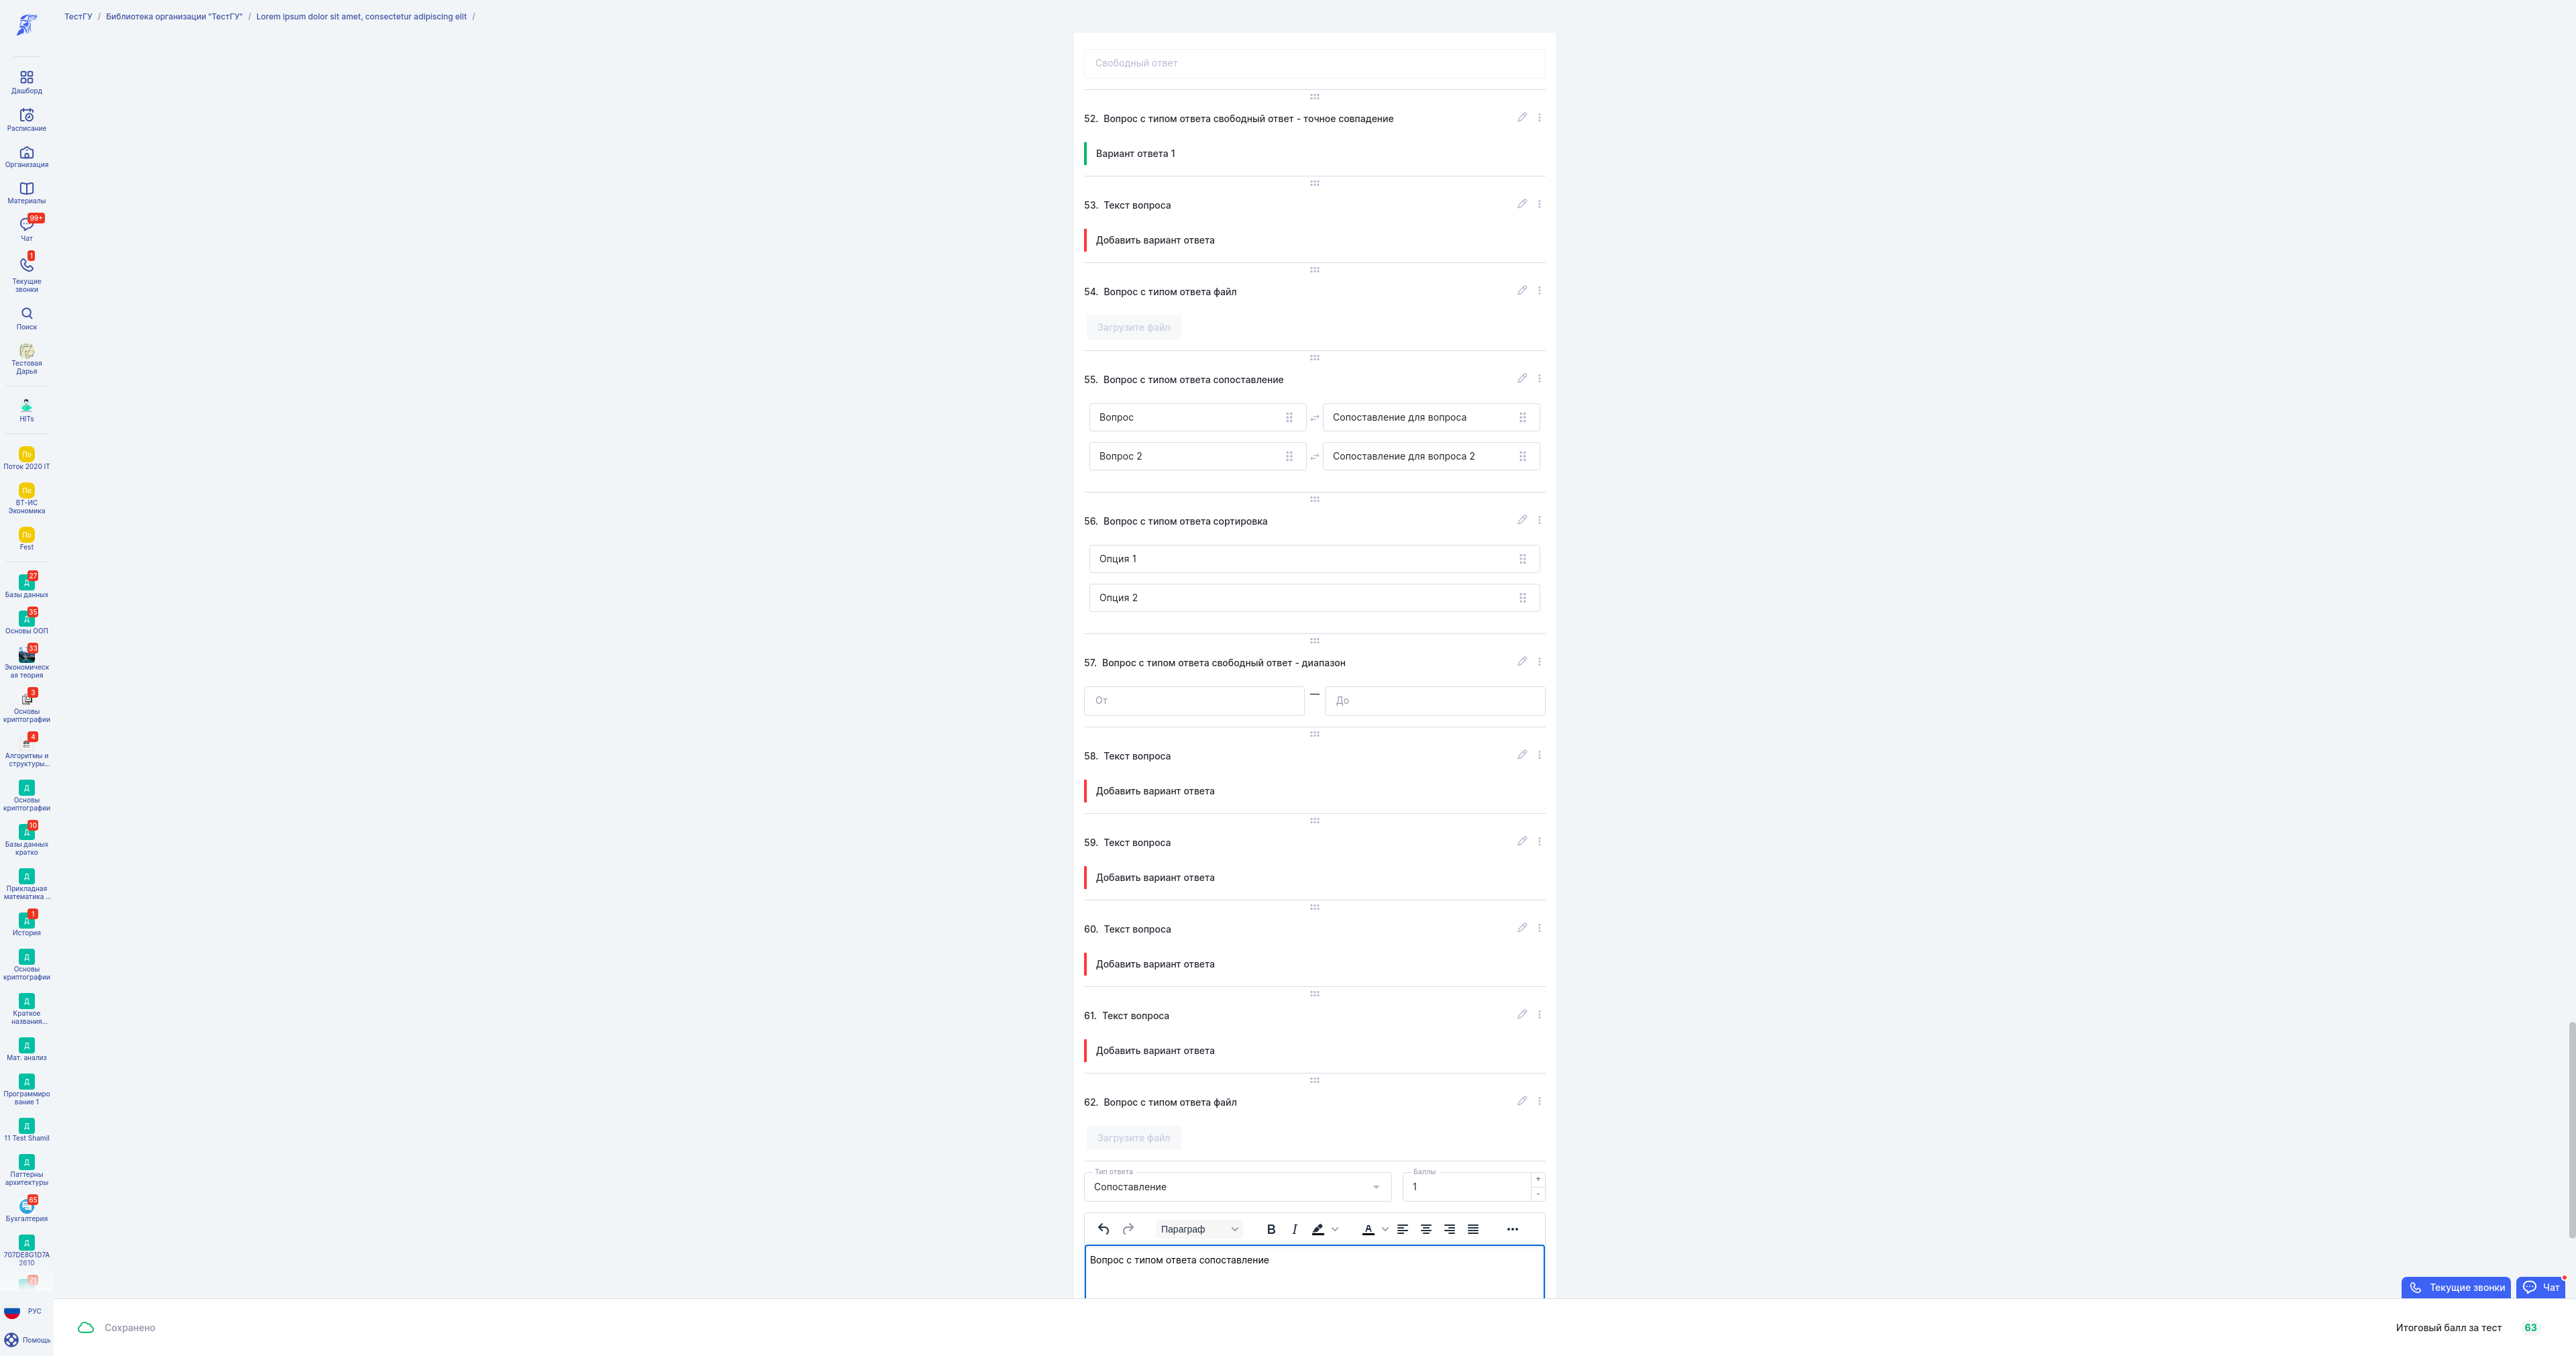 ТестГУ / Библиотека организации "ТестГУ" / Lorem ipsum dolor sit amet, consectetur adipiscing elit /
Дашборд
Расписание
Организация
Материалы
99+
Чат
1
Текущие
звонки
Поиск
Тестовая
Дарья
HITs
По
Поток 2020 IT
По
ВТ-ИС
Экономика
По
Fest
Д 27
Базы данных
Д 35
Основы ООП
33
Экономическ
ая теория
3
Основы
криптографии
4
Алгоритмы и
структуры...
Д
Основы
криптографии
Д 10
Базы данных
кратко
Д
Прикладная
математика ...
Д 1
История
Д
Основы
криптографии
Д
Краткое
названия...
Д
Мат. анализ
Д
Программиро
вание 1
Д
11 Test Shamil
Д
Паттерны
архитектуры
65
Бухгалтерия
Д
707DE8G1D7A
2610
21
РУС
Помощь
Свободный ответ
52. Вопрос с типом ответа свободный ответ - точное совпадение
Вариант ответа 1
53. Текст вопроса
Добавить вариант ответа
54. Вопрос с типом ответа файл
Загрузите файл
55. Вопрос с типом ответа сопоставление
Вопрос Сопоставление для вопроса
Вопрос 2 Сопоставление для вопроса 2
56. Вопрос с типом ответа сортировка
Опция 1
Опция 2
57. Вопрос с типом ответа свободный ответ - диапазон
От — До
58. Текст вопроса
Добавить вариант ответа
59. Текст вопроса
Добавить вариант ответа
60. Текст вопроса
Добавить вариант ответа
61. Текст вопроса
Добавить вариант ответа
62. Вопрос с типом ответа файл
Загрузите файл
Тип ответа Баллы
Сопоставление 1 + -
Параграф B I A
Вопрос с типом ответа сопоставление
Текущие звонки Чат
Сохранено Итоговый балл за тест 63